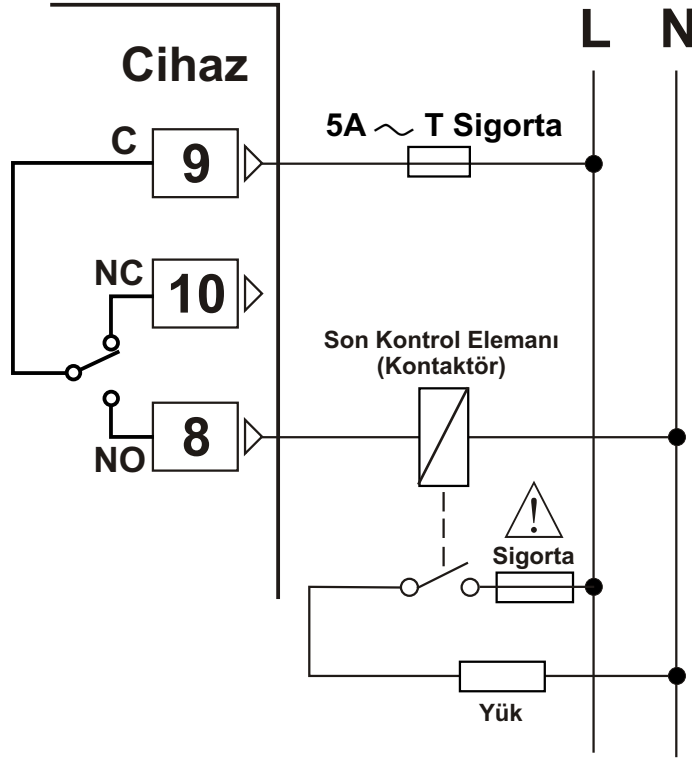 L N
Cihaz
5A ~ T Sigorta
C
9
NC
10
Son Kontrol Elemanı
(Kontaktör)
8
NO
!
Sigorta
Yük